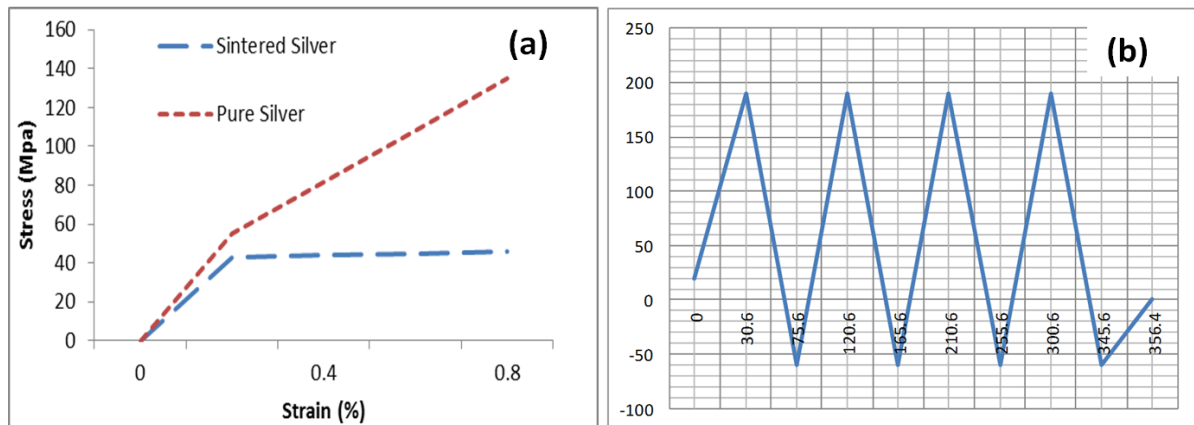 160
140
120
100
80
60
40
20
0
Stress (Mpa)
Sintered Silver
Pure Silver
(a)
0 0.4 0.8
Strain (%)
250
200
150
100
50
0
-50
-100
(b)
0 30.6 75.6 120.6 165.6 210.6 255.6 300.6 345.6 356.4